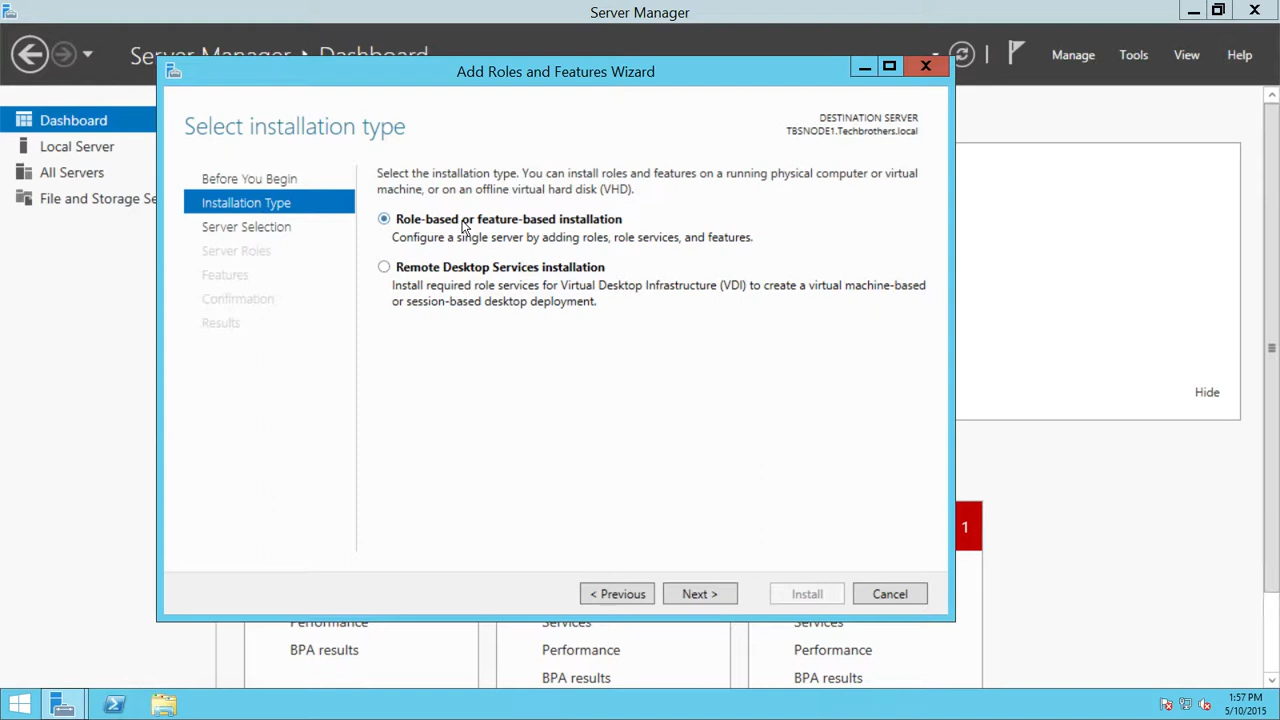 Server Manager
Server Manager › Dashboard
Manage
Tools
View
Help
Dashboard
Local Server
All Servers
File and Storage Se
Add Roles and Features Wizard
Select installation type
DESTINATION SERVER
TBSNODE1.Techbrothers.local
Before You Begin
Installation Type
Server Selection
Server Roles
Features
Confirmation
Results
Select the installation type. You can install roles and features on a running physical computer or virtual
machine, or on an offline virtual hard disk (VHD).
Role-based or feature-based installation
Configure a single server by adding roles, role services, and features.
Remote Desktop Services installation
Install required role services for Virtual Desktop Infrastructure (VDI) to create a virtual machine-based
or session-based desktop deployment.
< Previous
Next >
Install
Cancel
Hide
1
Performance
Services
Services
BPA results
Performance
Performance
BPA results
BPA results
1:57 PM
5/10/2015